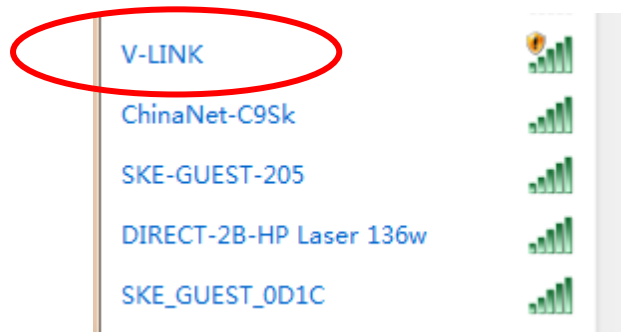 V-LINK
ChinaNet-C9Sk
SKE-GUEST-205
DIRECT-2B-HP Laser 136w
SKE_GUEST_0D1C